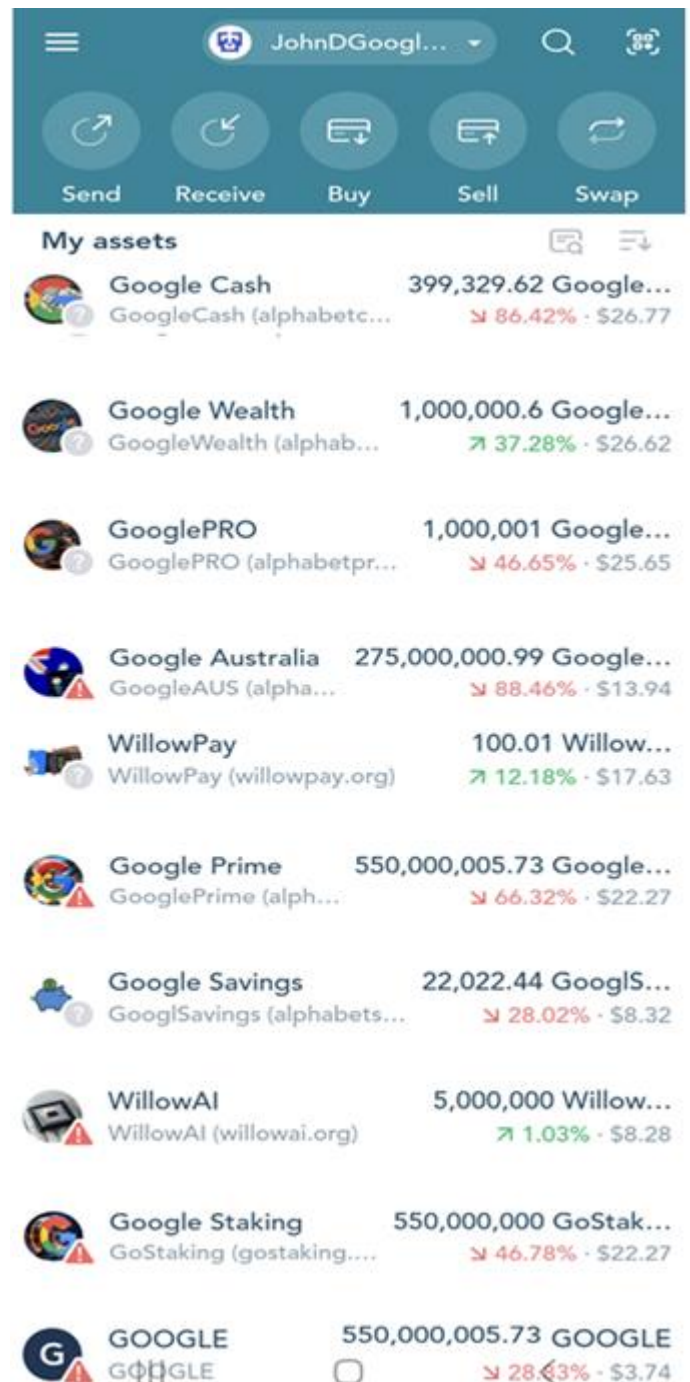 JohnDGoogl...
Send Receive Buy Sell Swap
My assets
Google Cash 399,329.62 Google...
GoogleCash (alphabetc... 86.42% · $26.77
Google Wealth 1,000,000.6 Google...
GoogleWealth (alphab... 37.28% · $26.62
GooglePRO 1,000,001 Google...
GooglePRO (alphabetpr... 46.65% · $25.65
Google Australia 275,000,000.99 Google...
GoogleAUS (alpha... 88.46% · $13.94
WillowPay 100.01 Willow...
WillowPay (willowpay.org) 12.18% · $17.63
Google Prime 550,000,005.73 Google...
GooglePrime (alph... 66.32% · $22.27
Google Savings 22,022.44 GooglS...
GooglSavings (alphabets... 28.02% · $8.32
WillowAI 5,000,000 Willow...
WillowAI (willowai.org) 1.03% · $8.28
Google Staking 550,000,000 GoStak...
GoStaking (gostaking.... 46.78% · $22.27
G GOOGLE 550,000,005.73 GOOGLE
GOOGLE 28.83% · $3.74